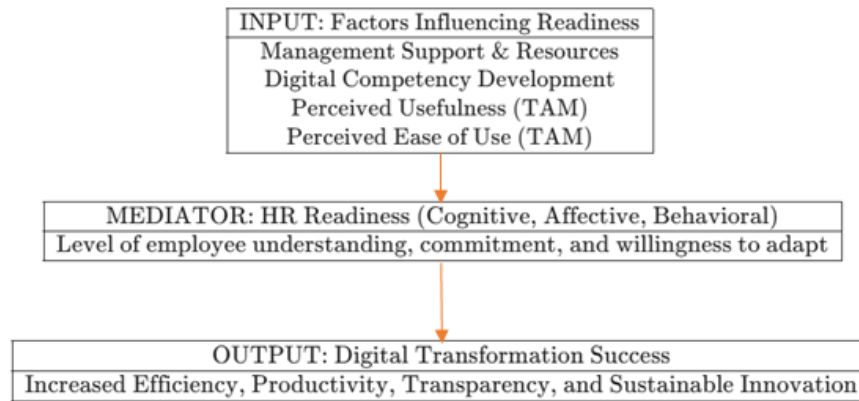 INPUT: Factors Influencing Readiness
Management Support & Resources
Digital Competency Development
Perceived Usefulness (TAM)
Perceived Ease of Use (TAM)
MEDIATOR: HR Readiness (Cognitive, Affective, Behavioral)
Level of employee understanding, commitment, and willingness to adapt
OUTPUT: Digital Transformation Success
Increased Efficiency, Productivity, Transparency, and Sustainable Innovation